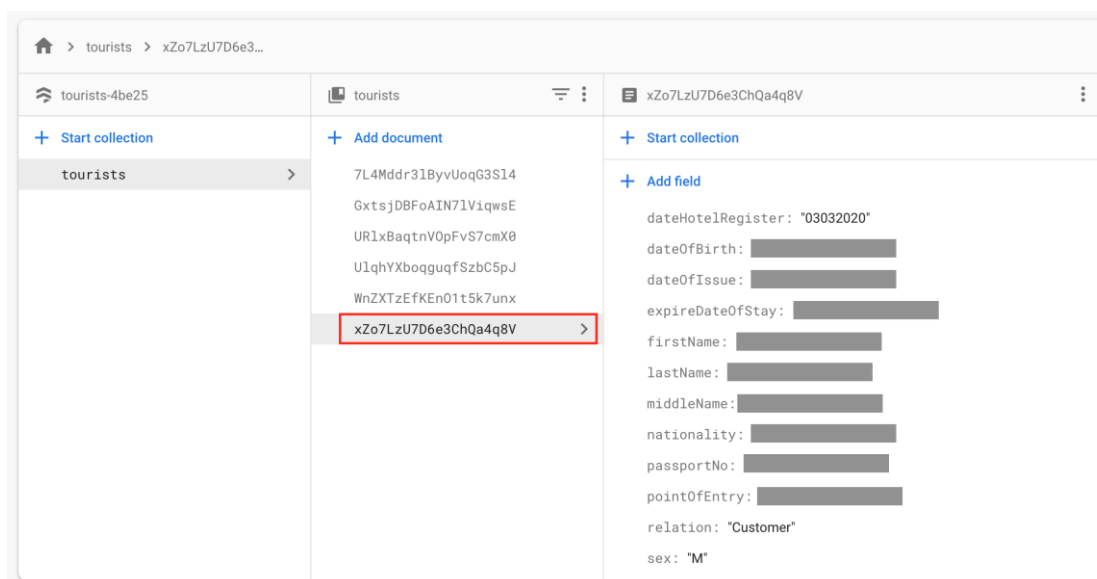 tourists > xZo7LzU7D6e3...
tourists-4be25
Start collection
tourists
tourists
Add document
7L4Mddr3lByvUoqG3Sl4
GxtsjDBFoAIN7lViqwsE
URlxBaqtnVOpFvS7cmX0
UlqhYXboqguqfSzbC5pJ
WnZXTzEfKEnO1t5k7unx
xZo7LzU7D6e3ChQa4q8V
xZo7LzU7D6e3ChQa4q8V
Start collection
Add field
dateHotelRegister: "03032020"
dateOfBirth:
dateOfIssue:
expireDateOfStay:
firstName:
lastName:
middleName:
nationality:
passportNo:
pointOfEntry:
relation: "Customer"
sex: "M"